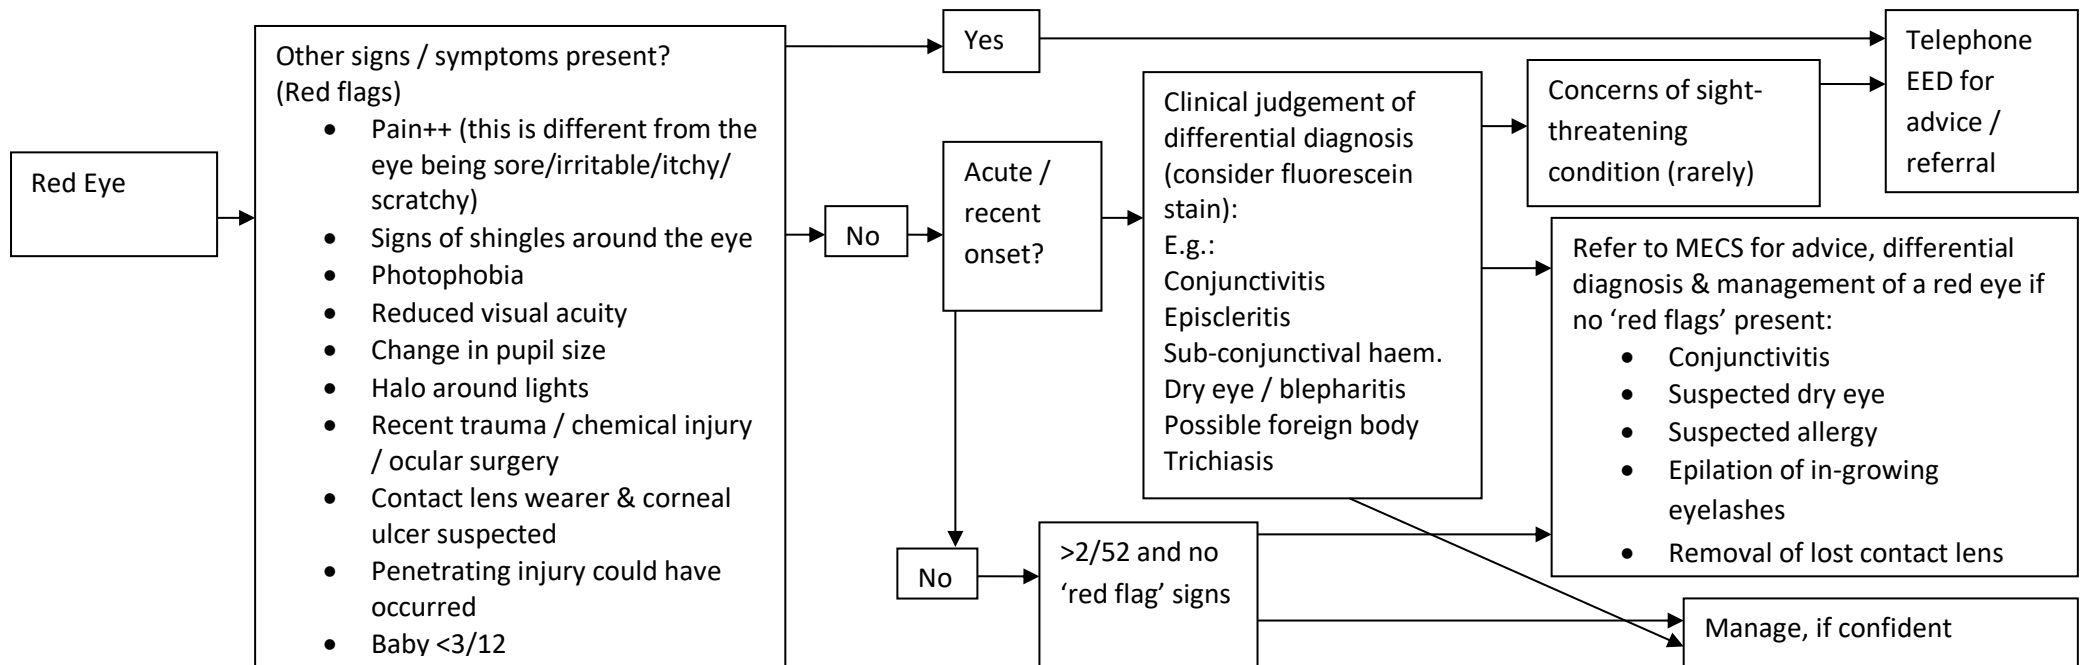 Red Eye
Other signs / symptoms present?
(Red flags)
• Pain++ (this is different from the
eye being sore/irritable/itchy/
scratchy)
• Signs of shingles around the eye
• Photophobia
• Reduced visual acuity
• Change in pupil size
• Halo around lights
• Recent trauma / chemical injury
/ ocular surgery
• Contact lens wearer & corneal
ulcer suspected
• Penetrating injury could have
occurred
• Baby <3/12
Yes
No
Acute /
recent
onset?
No
>2/52 and no
‘red flag’ signs
Clinical judgement of
differential diagnosis
(consider fluorescein
stain):
E.g.:
Conjunctivitis
Episcleritis
Sub-conjunctival haem.
Dry eye / blepharitis
Possible foreign body
Trichiasis
Concerns of sight-
threatening
condition (rarely)
Telephone
EED for
advice /
referral
Refer to MECS for advice, differential
diagnosis & management of a red eye if
no ‘red flags’ present:
• Conjunctivitis
• Suspected dry eye
• Suspected allergy
• Epilation of in-growing
eyelashes
• Removal of lost contact lens
Manage, if confident